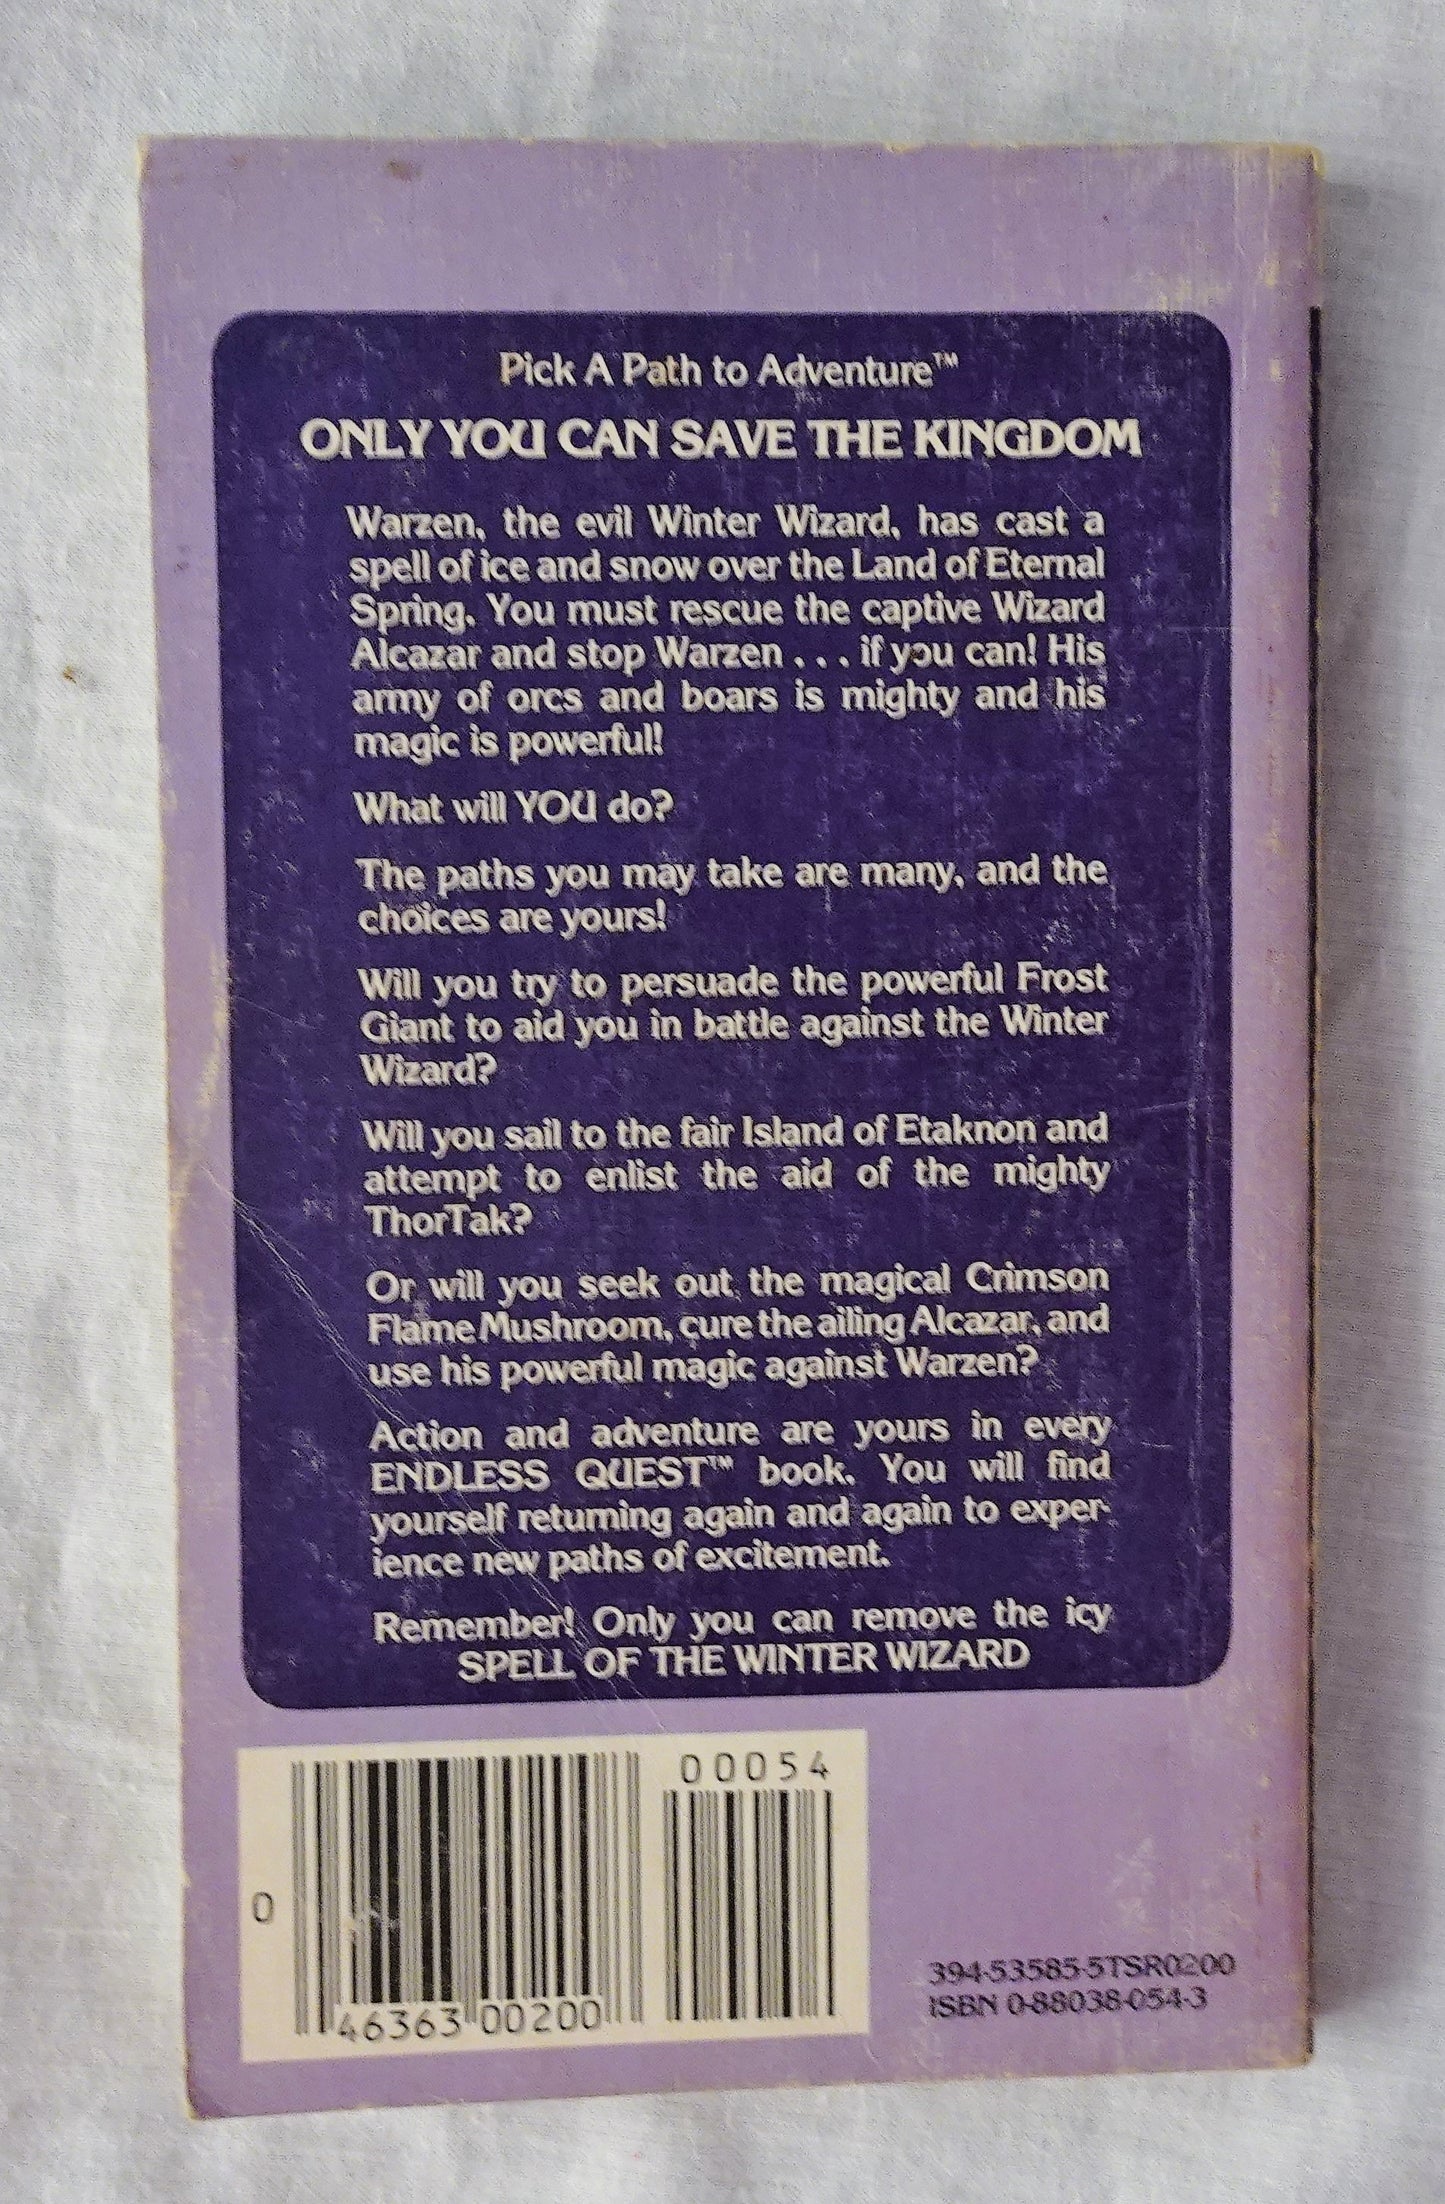 Pick A Path to Adventure™
ONLY YOU CAN SAVE THE KINGDOM
Warzen, the evil Winter Wizard, has cast a
spell of ice and snow over the Land of Eternal
Spring. You must rescue the captive Wizard
Alcazar and stop Warzen . . . if you can! His
army of orcs and boars is mighty and his
magic is powerful!
What will YOU do?
The paths you may take are many, and the
choices are yours!
Will you try to persuade the powerful Frost
Giant to aid you in battle against the Winter
Wizard?
Will you sail to the fair Island of Etaknon and
attempt to enlist the aid of the mighty
ThorTak?
Or will you seek out the magical Crimson
Flame Mushroom, cure the ailing Alcazar, and
use his powerful magic against Warzen?
Action and adventure are yours in every
ENDLESS QUEST™ book. You will find
yourself returning again and again to exper-
ience new paths of excitement.
Remember! Only you can remove the icy
SPELL OF THE WINTER WIZARD
00054
0
46363 00200
394-53585-5TSR0200
ISBN 0-88038-054-3